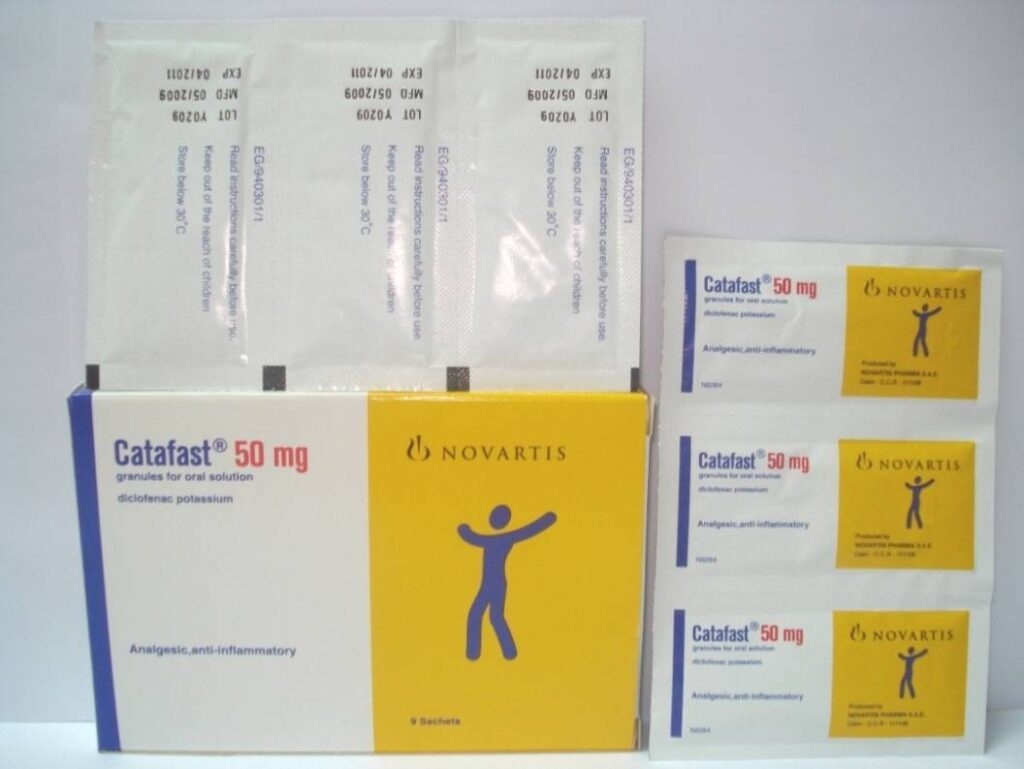 EXP 04/2011
MFD 05/2009
LOT Y0209
EG/940301/1
Read instructions carefully before use.
Keep out of the reach of children
Store below 30°C
EXP 04/2011
MFD 05/2009
LOT Y0209
EG/940301/1
Read instructions carefully before use.
Keep out of the reach of children
Store below 30°C
EXP 04/2011
MFD 05/2009
LOT Y0209
EG/940301/1
Read instructions carefully before use.
Keep out of the reach of children
Store below 30°C
Catafast® 50 mg
granules for oral solution
diclofenac potassium
Analgesic,anti-inflammatory
NOVARTIS
9 Sachets
Catafast® 50 mg
granules for oral solution
diclofenac potassium
Analgesic,anti-inflammatory
NOVARTIS
Produced by
NOVARTIS PHARMA S.A.E.
Cairo - C.C.R.
Catafast® 50 mg
granules for oral solution
diclofenac potassium
Analgesic,anti-inflammatory
NOVARTIS
Produced by
NOVARTIS PHARMA S.A.E.
Cairo - C.C.R.
Catafast® 50 mg
granules for oral solution
diclofenac potassium
Analgesic,anti-inflammatory
NOVARTIS
Produced by
NOVARTIS PHARMA S.A.E.
Cairo - C.C.R.